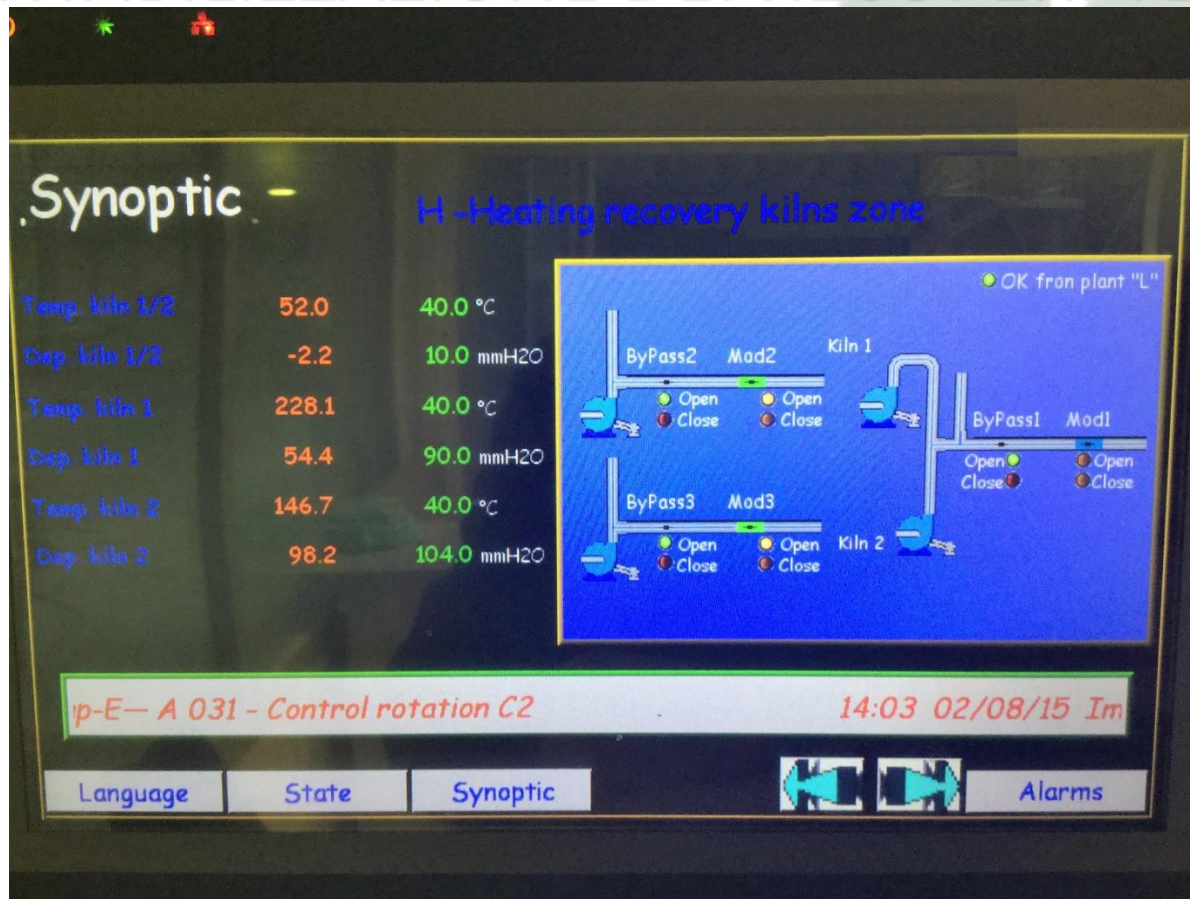 Synoptic -
H -Heating recovery kilns zone
Temp. kiln 1/2 52.0 40.0 °C
Dep. kiln 1/2 -2.2 10.0 mmH2O
Temp. kiln 1 228.1 40.0 °C
Dep. kiln 1 54.4 90.0 mmH2O
Temp. kiln 2 146.7 40.0 °C
Dep. kiln 2 98.2 104.0 mmH2O
OK fron plant "L"
ByPass2 Mod2
Open Open
Close Close
Kiln 1
ByPass1 Mod1
Open Open
Close Close
ByPass3 Mod3
Open Open
Close Close
Kiln 2
p-E— A 031 - Control rotation C2 14:03 02/08/15 Im
Language State Synoptic Alarms